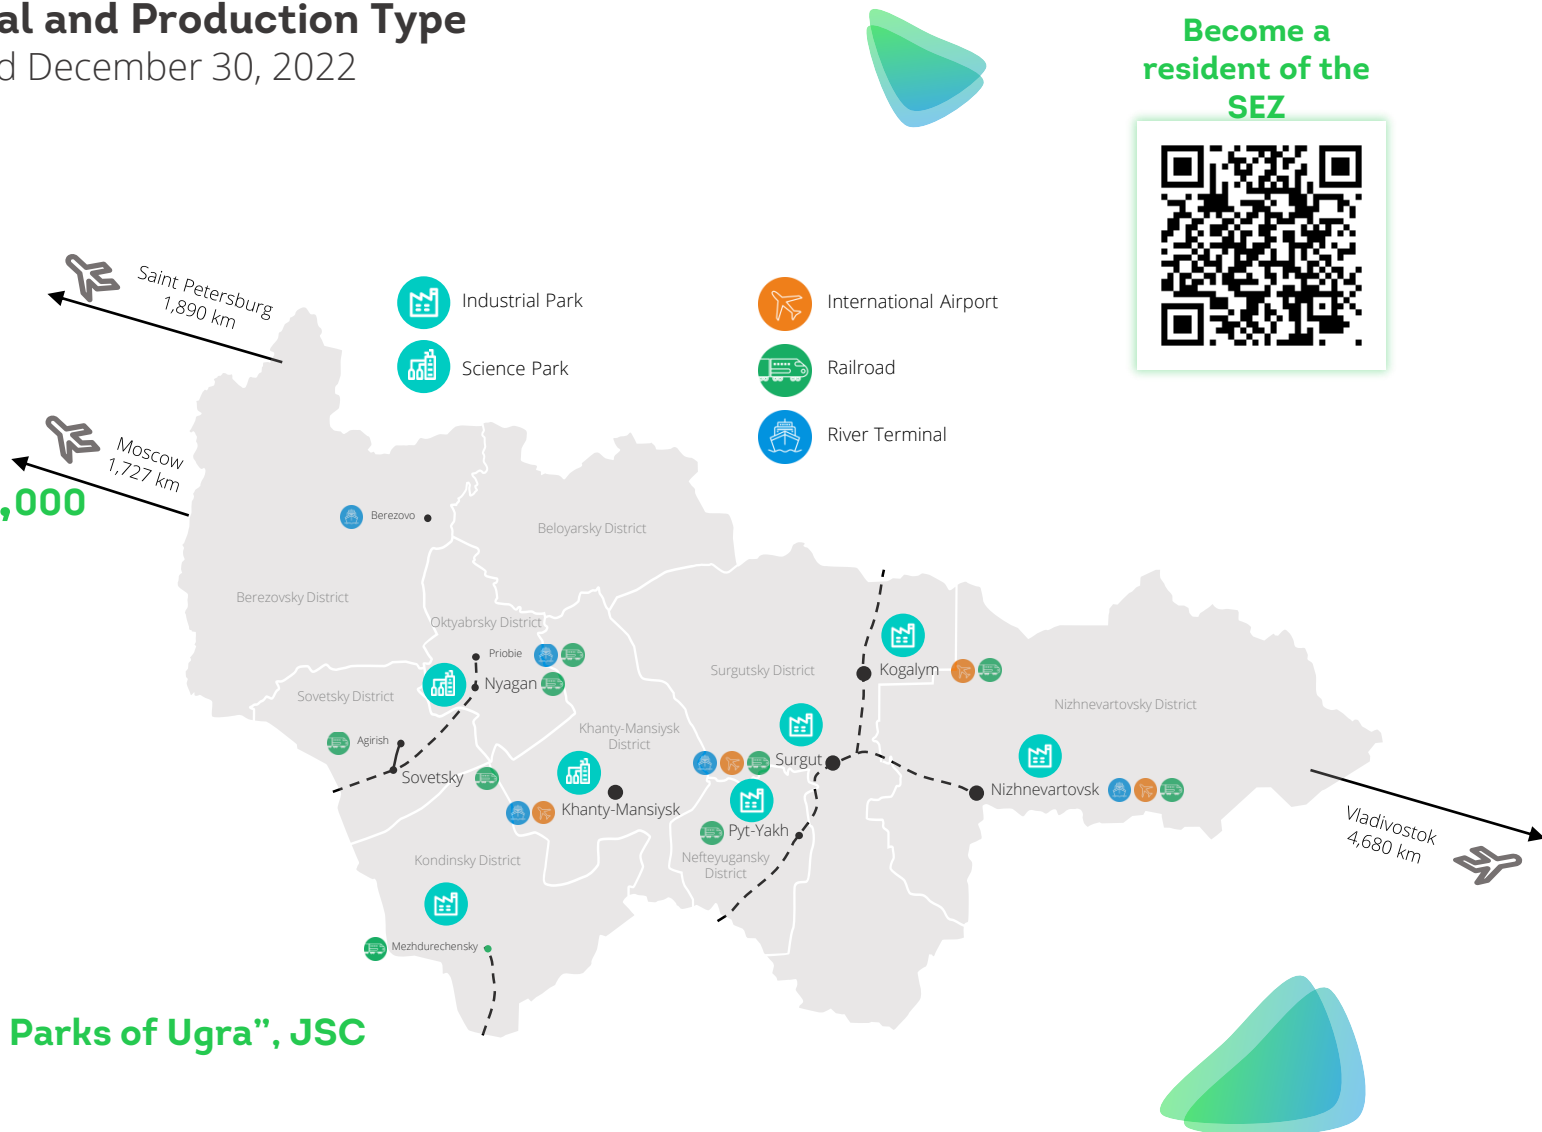 al and Production Type
d December 30, 2022
Become a
resident of the
SEZ
Saint Petersburg
1,890 km
Industrial Park
International Airport
Science Park
Railroad
River Terminal
Moscow
1,727 km
,000
Berezovo
Beloyarsky District
Berezovsky District
Oktyabrsky District
Priobie
Nyagan
Surgutsky District
Kogalym
Sovetsky District
Nizhnevartovsky District
Khanty-Mansiysk
District
Agirish
Sovetsky
Surgut
Khanty-Mansiysk
Nizhnevartovsk
Pyt-Yakh
Vladivostok
4,680 km
Kondinsky District
Nefteyugansky
District
Mezhdurechensky
Parks of Ugra”, JSC